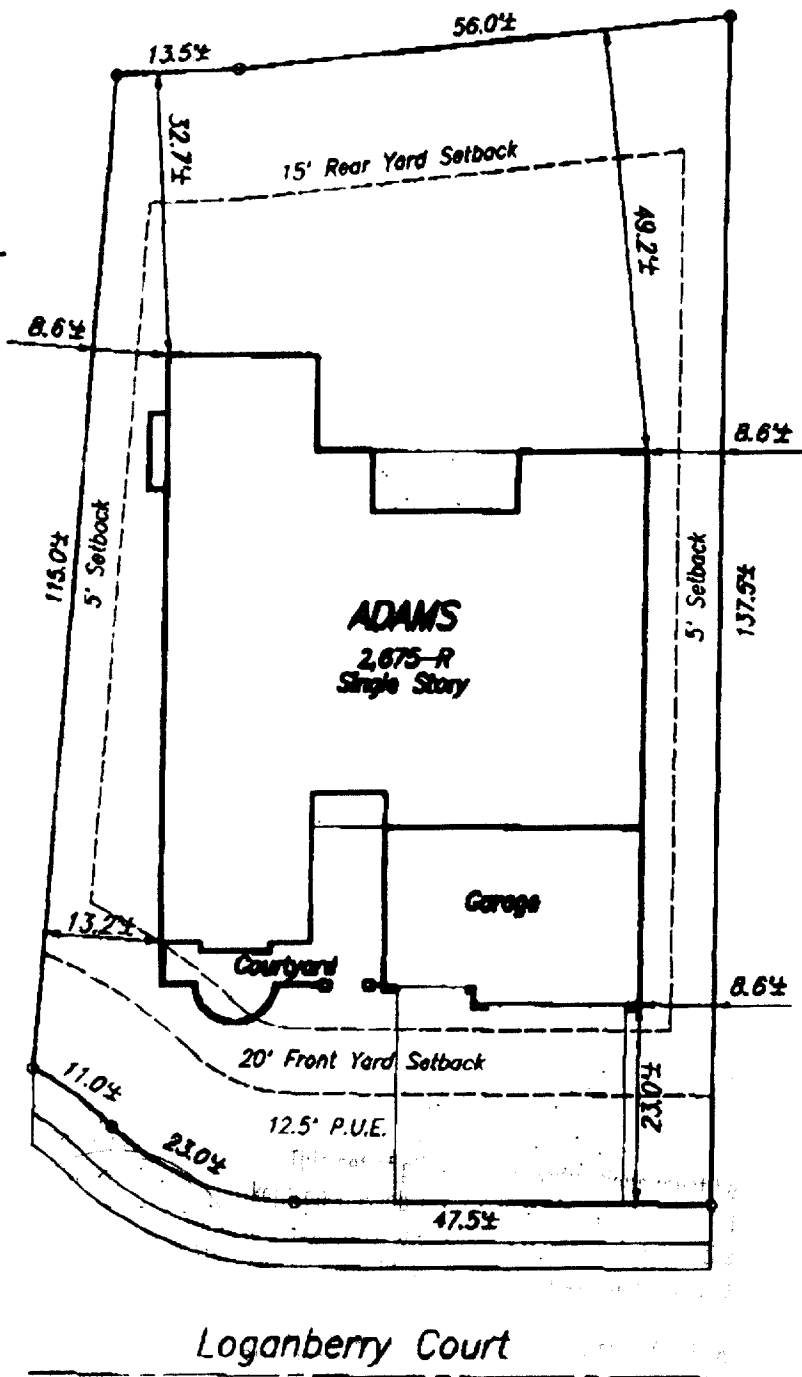 13.5'±
56.0'±
32.7'±
15' Rear Yard Setback
49.2'±
8.6'±
8.6'±
115.0'±
5' Setback
5' Setback
137.5'±
ADAMS
2,675-R
Single Story
Garage
13.2'±
Courtyard
8.6'±
20' Front Yard Setback
11.0'±
23.0'±
12.5' P.U.E.
23.0'±
47.5'±
Loganberry Court